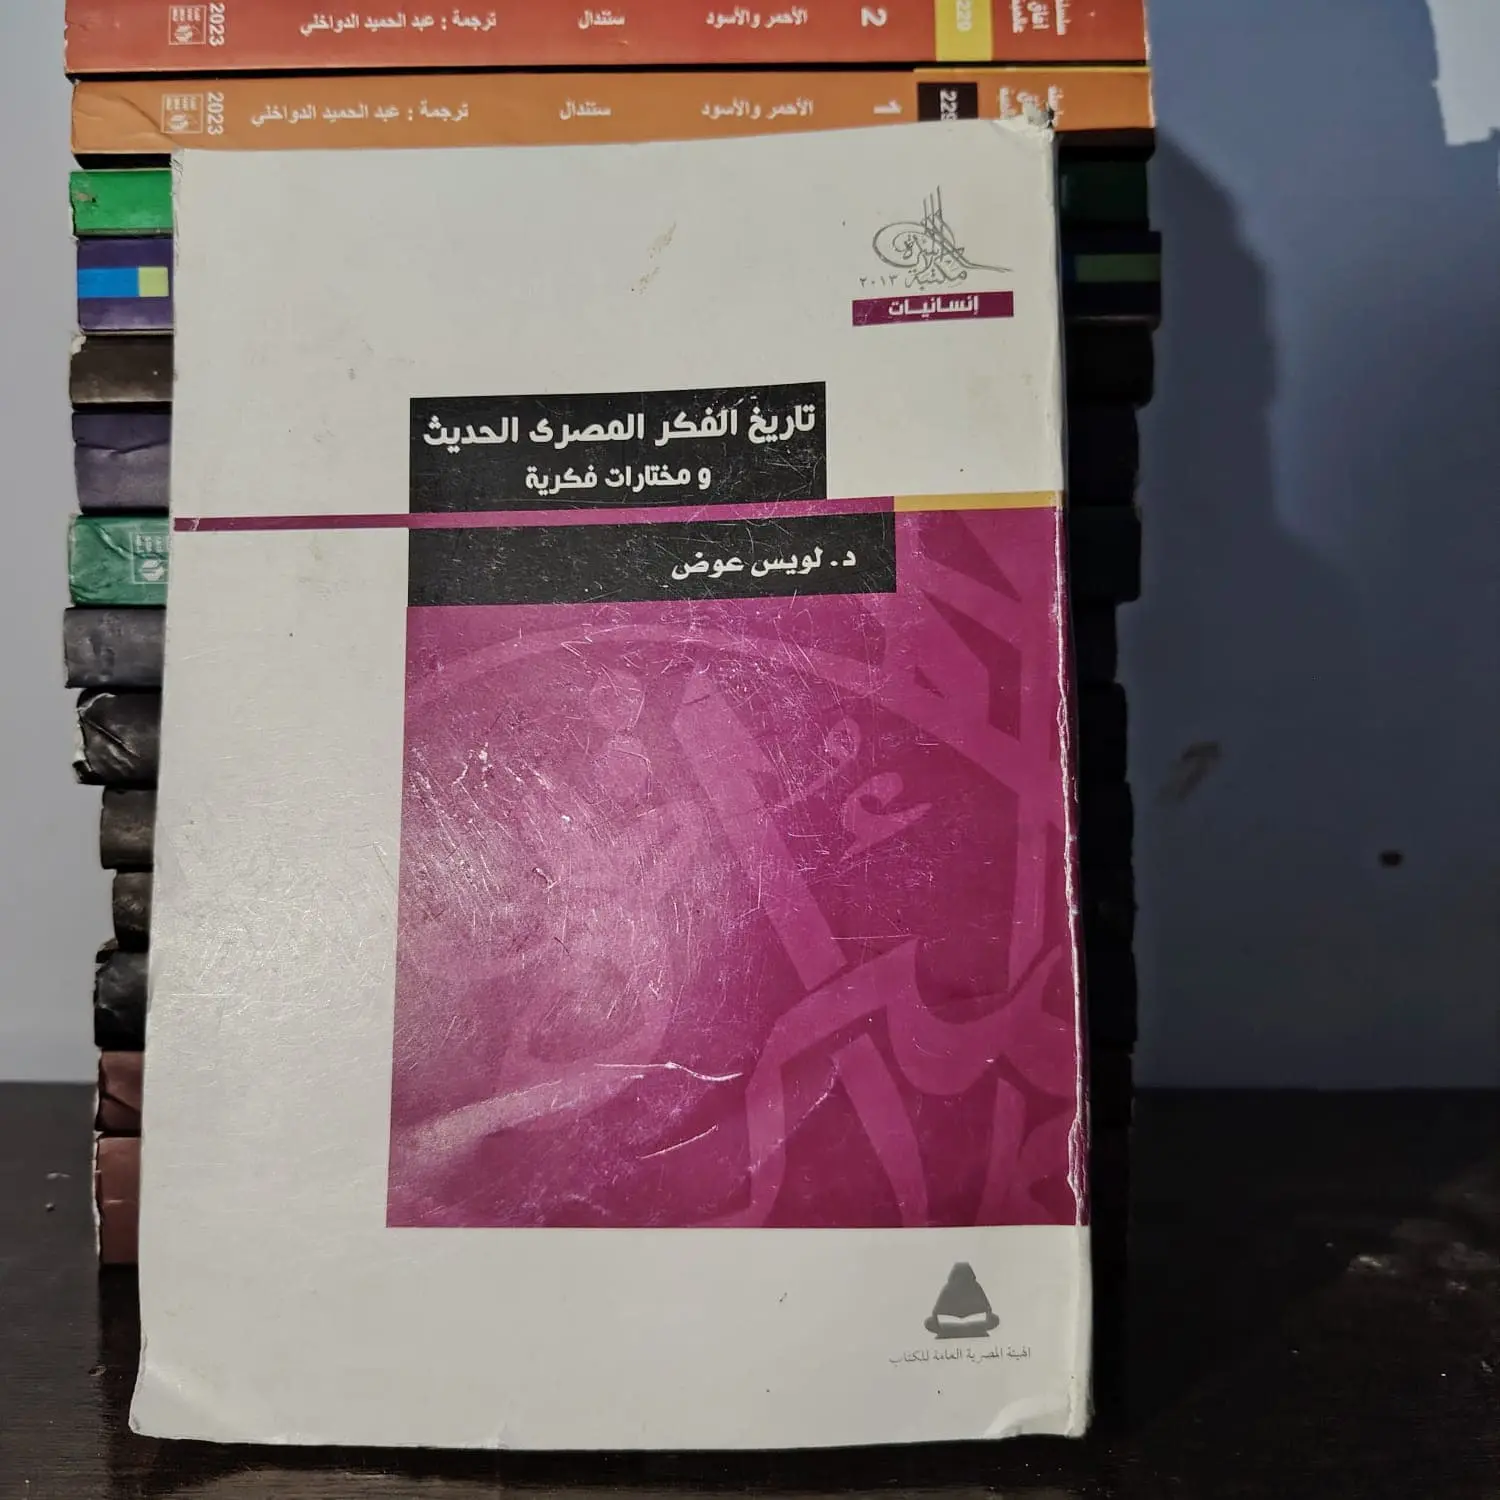 2023 ترجمة : عبد الحميد الدواخلي ستندال الأحمر والأسود 2
2023 ترجمة : عبد الحميد الدواخلي ستندال الأحمر والأسود 1
مكتبة الأسرة
٢٠١٣
إنسانيات
تاريخ الفكر المصرى الحديث
و مختارات فكرية
د. لويس عوض
الهيئة المصرية العامة للكتاب